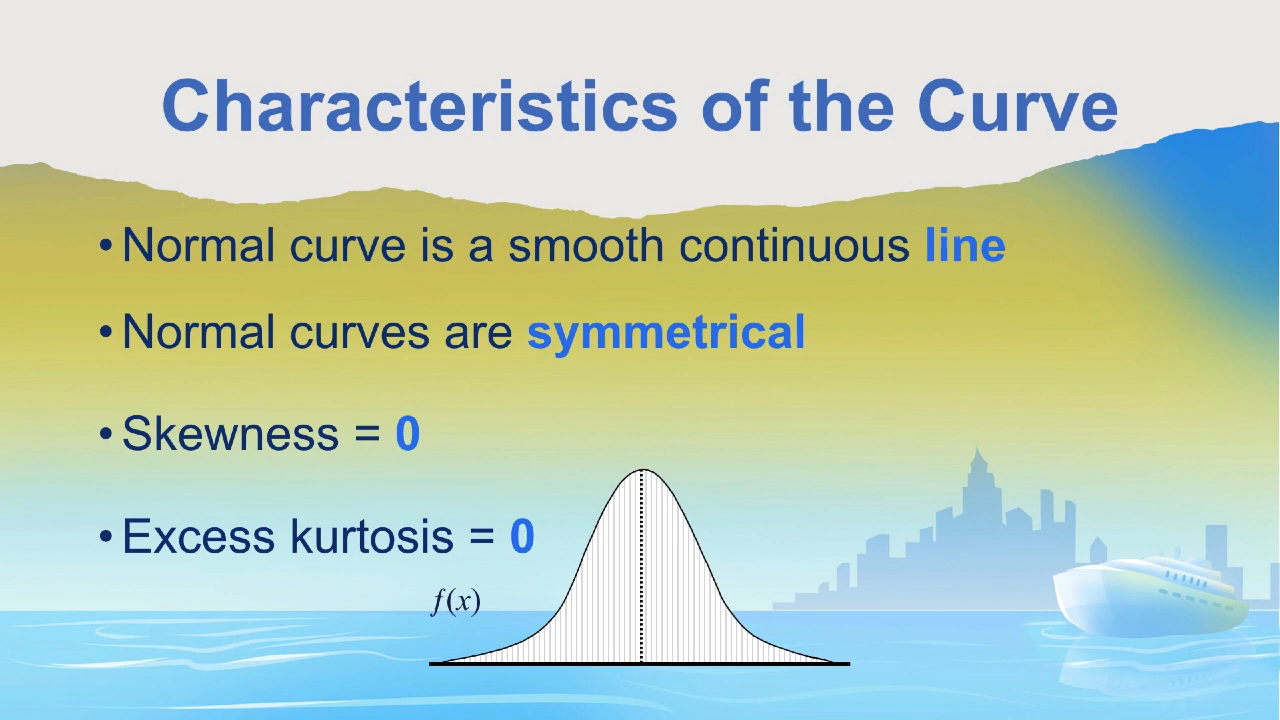 Characteristics of the Curve
• Normal curve is a smooth continuous line
• Normal curves are symmetrical
• Skewness = 0
• Excess kurtosis = 0
f(x)